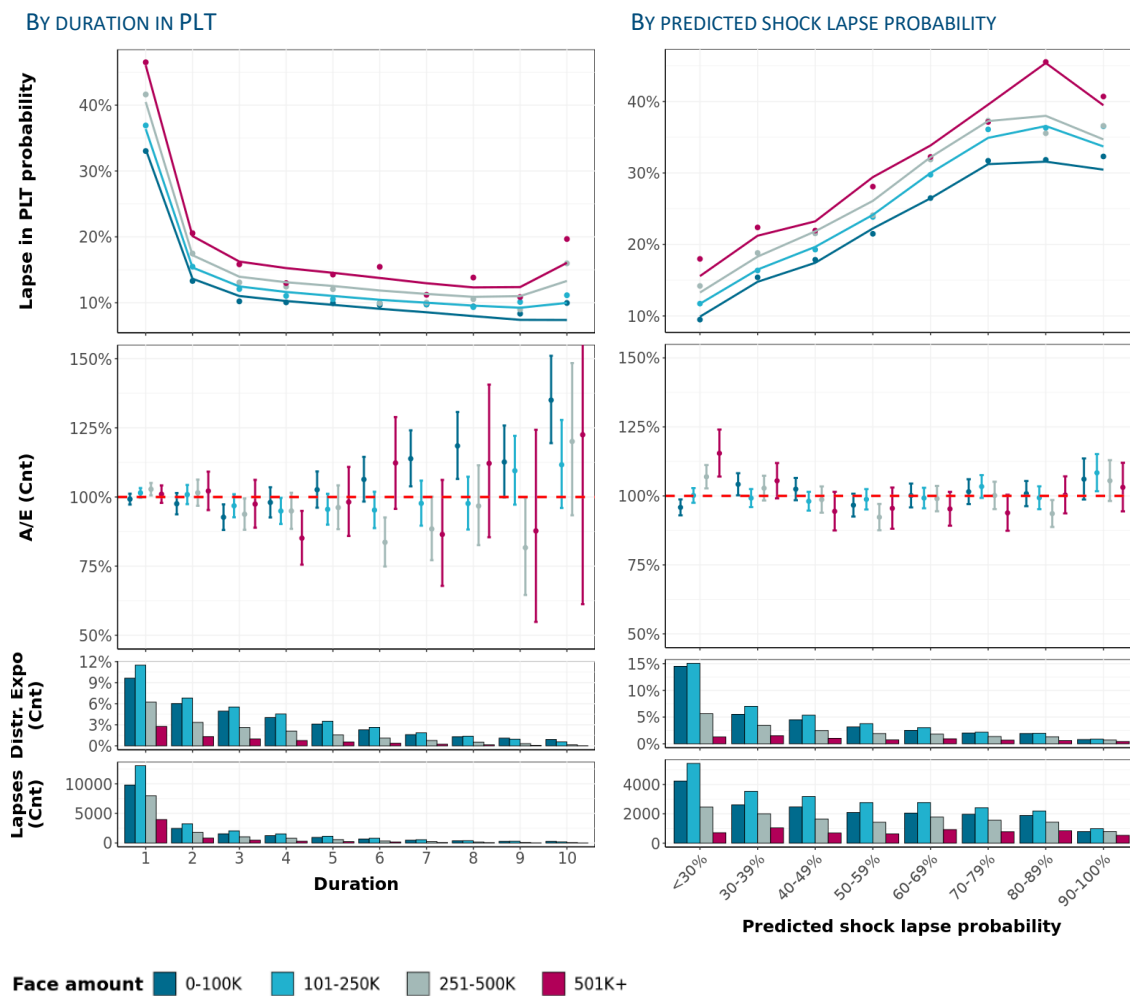 BY DURATION IN PLT
BY PREDICTED SHOCK LAPSE PROBABILITY
Lapse in PLT probability
40%
30%
20%
10%
40%
30%
20%
10%
A/E (Cnt)
150%
125%
100%
75%
50%
150%
125%
100%
75%
50%
Distr. Expo
(Cnt)
12%
9%
6%
3%
0%
15%
10%
5%
0%
Lapses
(Cnt)
10000
5000
0
4000
2000
0
1 2 3 4 5 6 7 8 9 10
Duration
<30% 30-39% 40-49% 50-59% 60-69% 70-79% 80-89% 90-100%
Predicted shock lapse probability
Face amount 0-100K 101-250K 251-500K 501K+